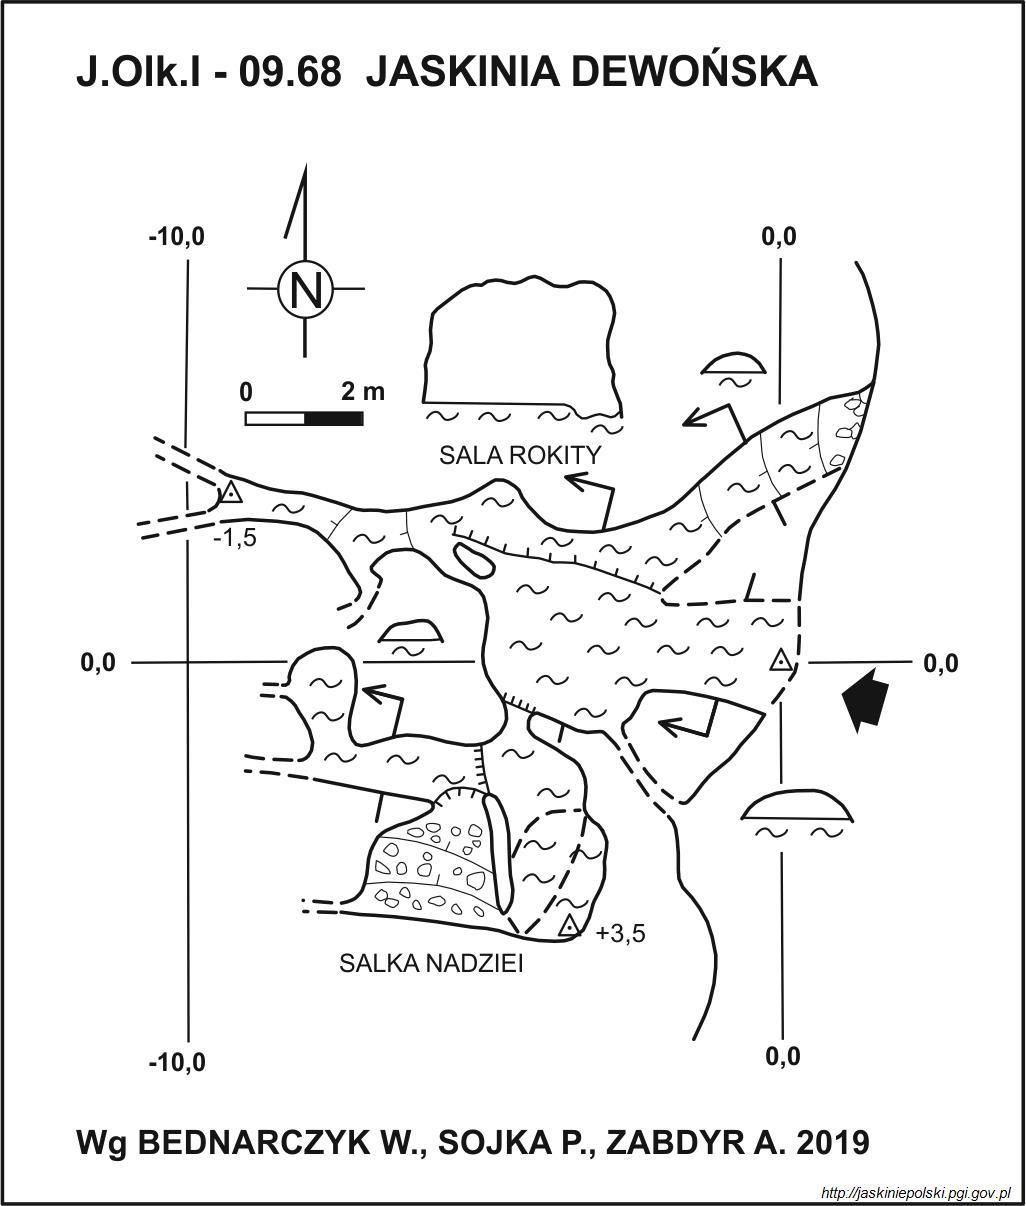 J.Olk.I - 09.68 JASKINIA DEWOŃSKA
-10,0
0,0
N
0 2 m
SALA ROKITY
-1,5
0,0
0,0
+3,5
SALKA NADZIEI
-10,0
0,0
Wg BEDNARCZYK W., SOJKA P., ZABDYR A. 2019
http://jaskiniepolski.pgi.gov.pl